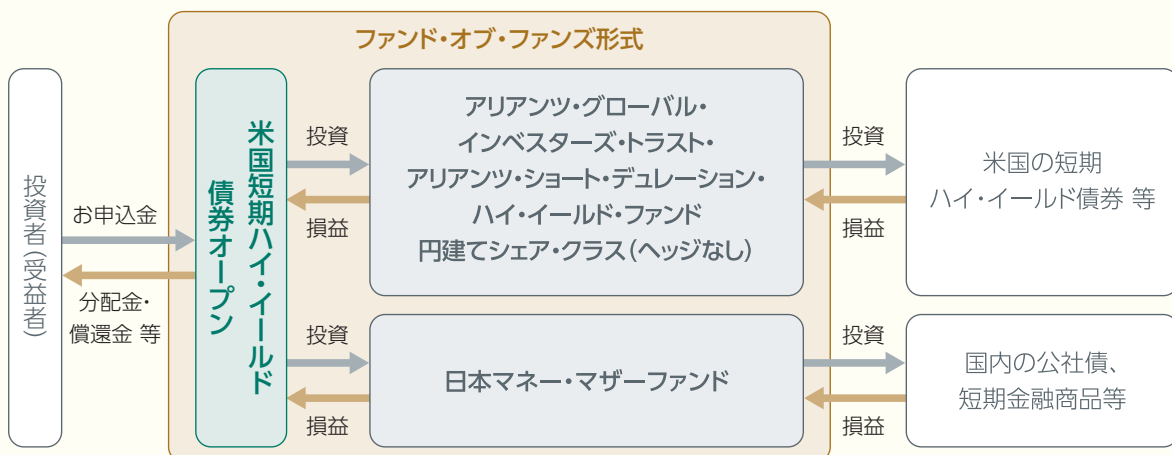 ファンド・オブ・ファンズ形式
投資者(受益者)
お申込金
分配金・
償還金 等
米国短期ハイ・イールド
債券オープン
投資
損益
アリアンツ・グローバル・
インベスターズ・トラスト・
アリアンツ・ショート・デュレーション・
ハイ・イールド・ファンド
円建てシェア・クラス(ヘッジなし)
投資
損益
米国の短期
ハイ・イールド債券 等
投資
損益
日本マネー・マザーファンド
投資
損益
国内の公社債、
短期金融商品等